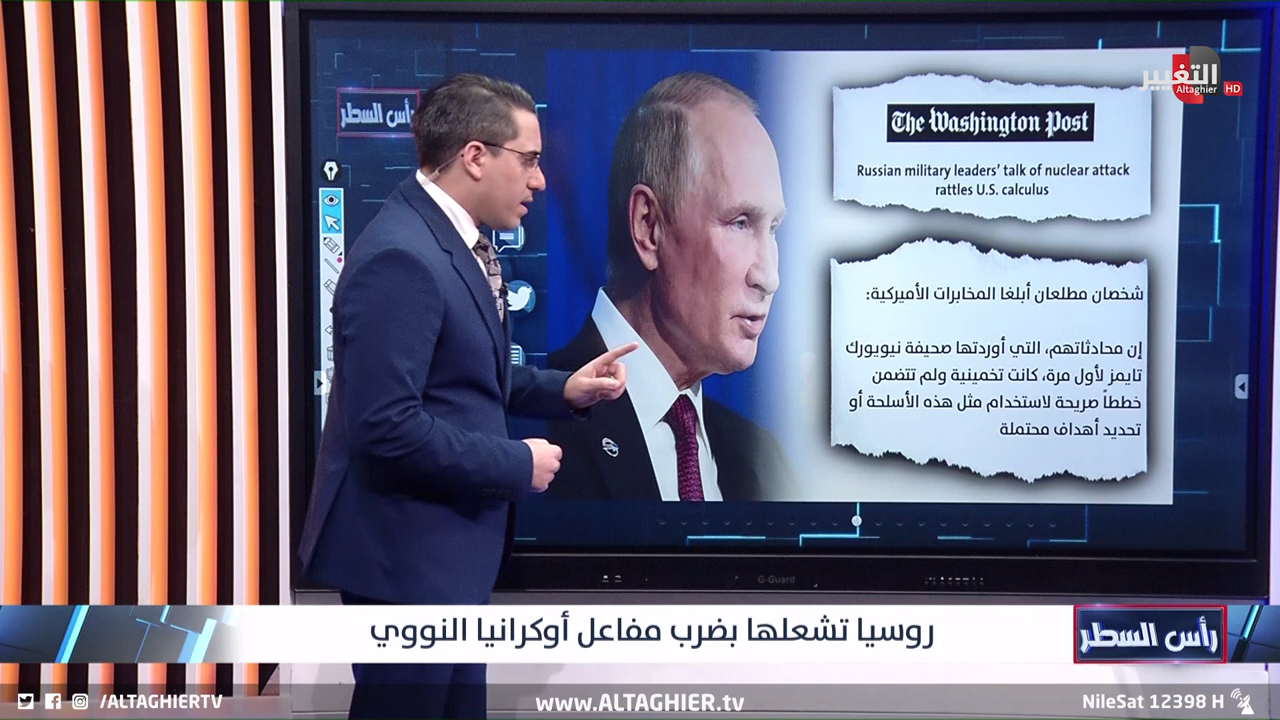 التغيير
Altaghier HD
رأس السطر
The Washington Post
Russian military leaders' talk of nuclear attack
rattles U.S. calculus
شخصان مطلعان أبلغا المخابرات الأميركية:
إن محادثاتهم، التي أوردتها صحيفة نيويورك
تايمز لأول مرة، كانت تخمينية ولم تتضمن
خططاً صريحة لاستخدام مثل هذه الأسلحة أو
تحديد أهداف محتملة
G-Guard
روسيا تشعلها بضرب مفاعل أوكرانيا النووي
رأس السطر
/ALTAGHIERTV
www.ALTAGHIER.tv
NileSat 12398 H